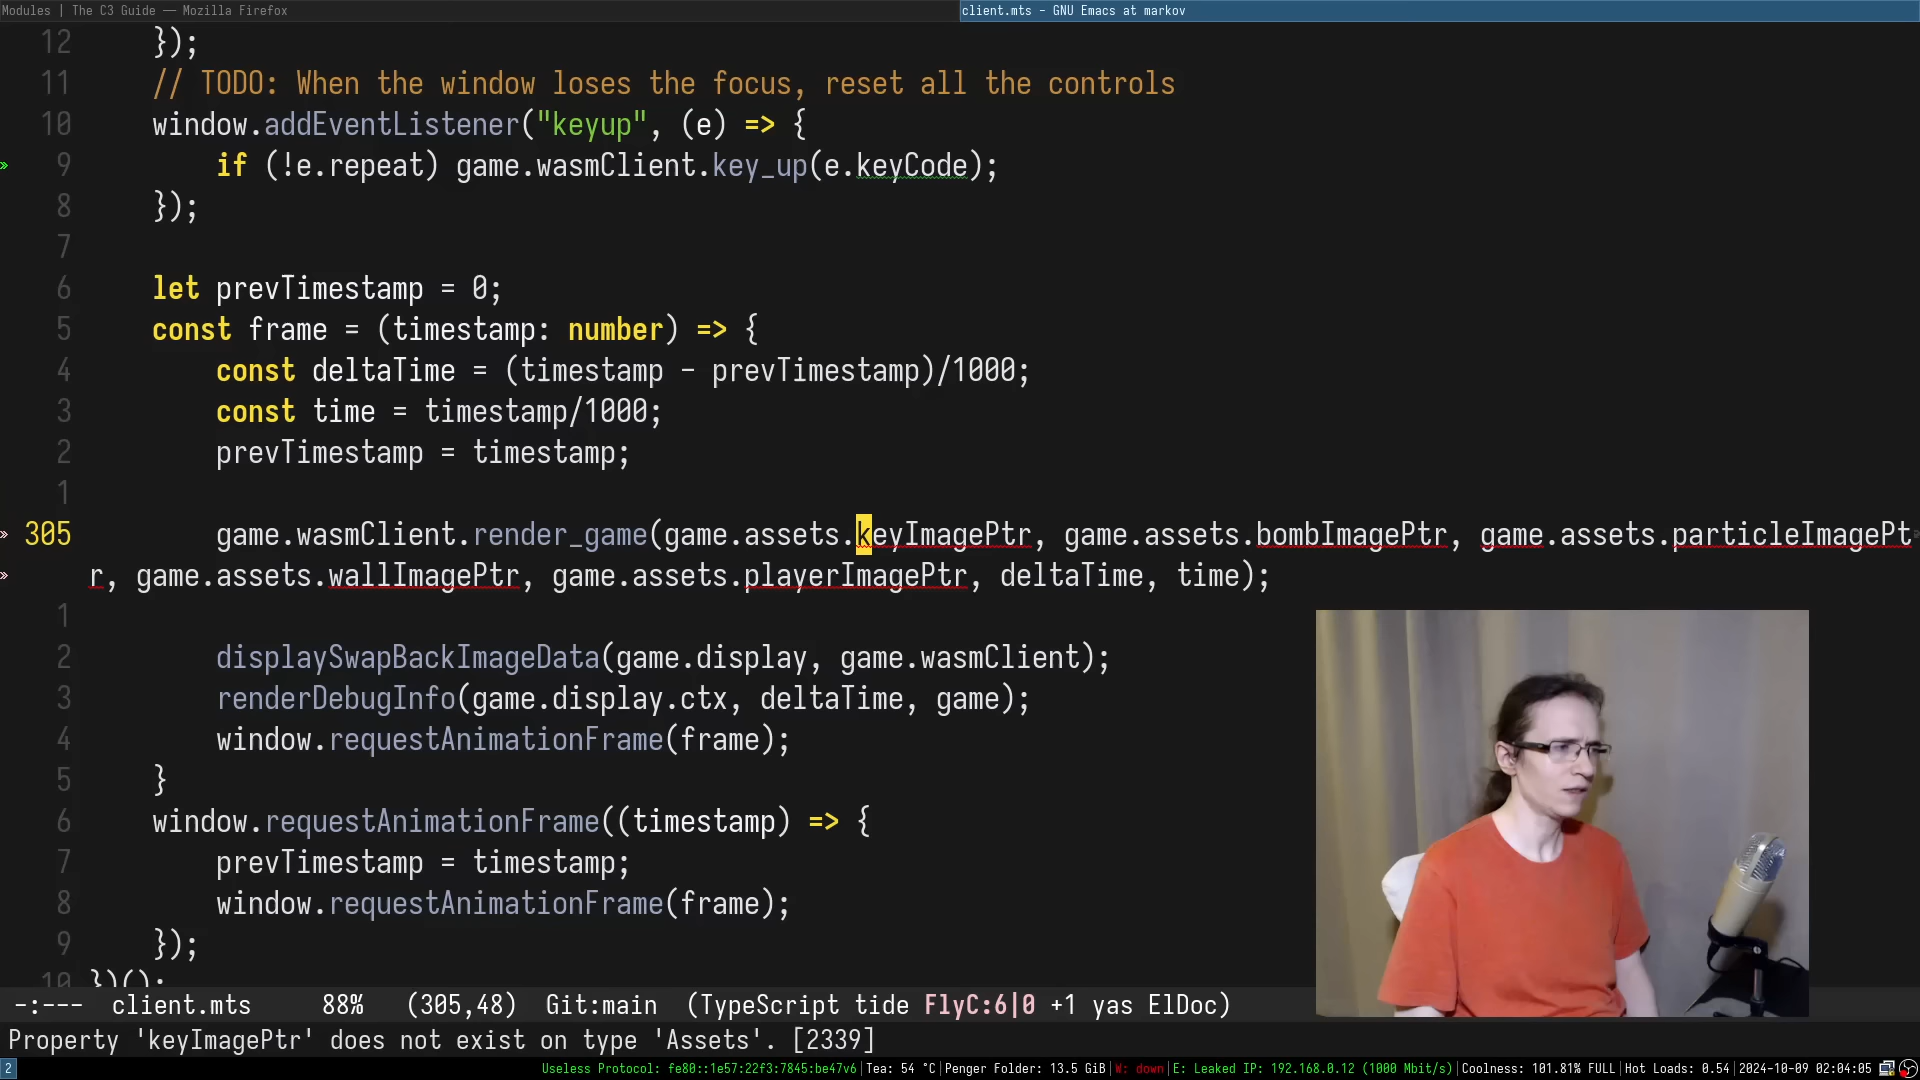 Modules | The C3 Guide — Mozilla Firefox
client.mts - GNU Emacs at markov
12 });
11 // TODO: When the window loses the focus, reset all the controls
10 window.addEventListener("keyup", (e) => {
» 9 if (!e.repeat) game.wasmClient.key_up(e.keyCode);
8 });
7
6 let prevTimestamp = 0;
5 const frame = (timestamp: number) => {
4 const deltaTime = (timestamp - prevTimestamp)/1000;
3 const time = timestamp/1000;
2 prevTimestamp = timestamp;
1
» 305 game.wasmClient.render_game(game.assets.keyImagePtr, game.assets.bombImagePtr, game.assets.particleImagePt
» r, game.assets.wallImagePtr, game.assets.playerImagePtr, deltaTime, time);
1
2 displaySwapBackImageData(game.display, game.wasmClient);
3 renderDebugInfo(game.display.ctx, deltaTime, game);
4 window.requestAnimationFrame(frame);
5 }
6 window.requestAnimationFrame((timestamp) => {
7 prevTimestamp = timestamp;
8 window.requestAnimationFrame(frame);
9 });
10 })();
-:--- client.mts 88% (305,48) Git:main (TypeScript tide FlyC:6|0 +1 yas ElDoc)
Property 'keyImagePtr' does not exist on type 'Assets'. [2339]
2 Useless Protocol: fe80::1e57:22f3:7845:be47v6|Tea: 54 °C|Penger Folder: 13.5 GiB|W: down|E: Leaked IP: 192.168.0.12 (1000 Mbit/s)|Coolness: 101.81% FULL|Hot Loads: 0.54|2024-10-09 02:04:05